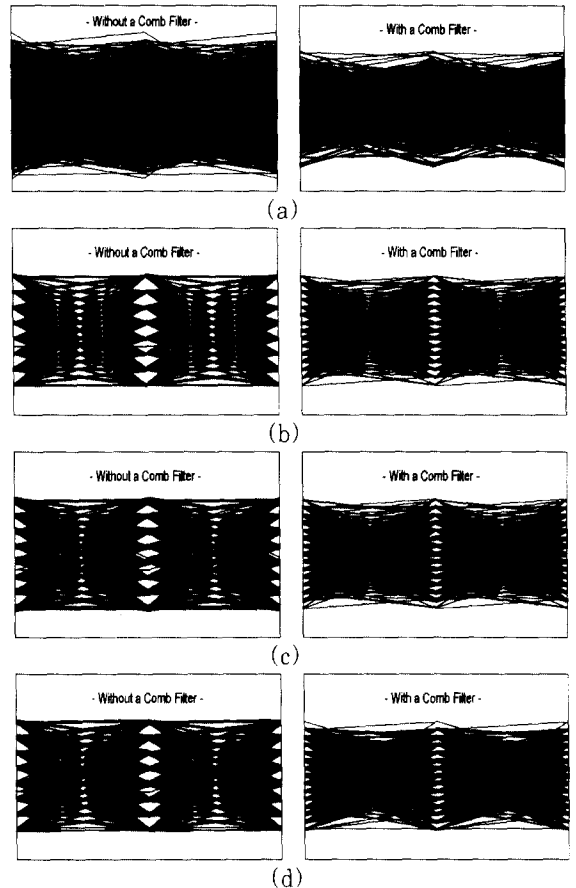 - Without a Comb Filter -
- With a Comb Filter -
(a)
- Without a Comb Filter -
- With a Comb Filter -
(b)
- Without a Comb Filter -
- With a Comb Filter -
(c)
- Without a Comb Filter -
- With a Comb Filter -
(d)